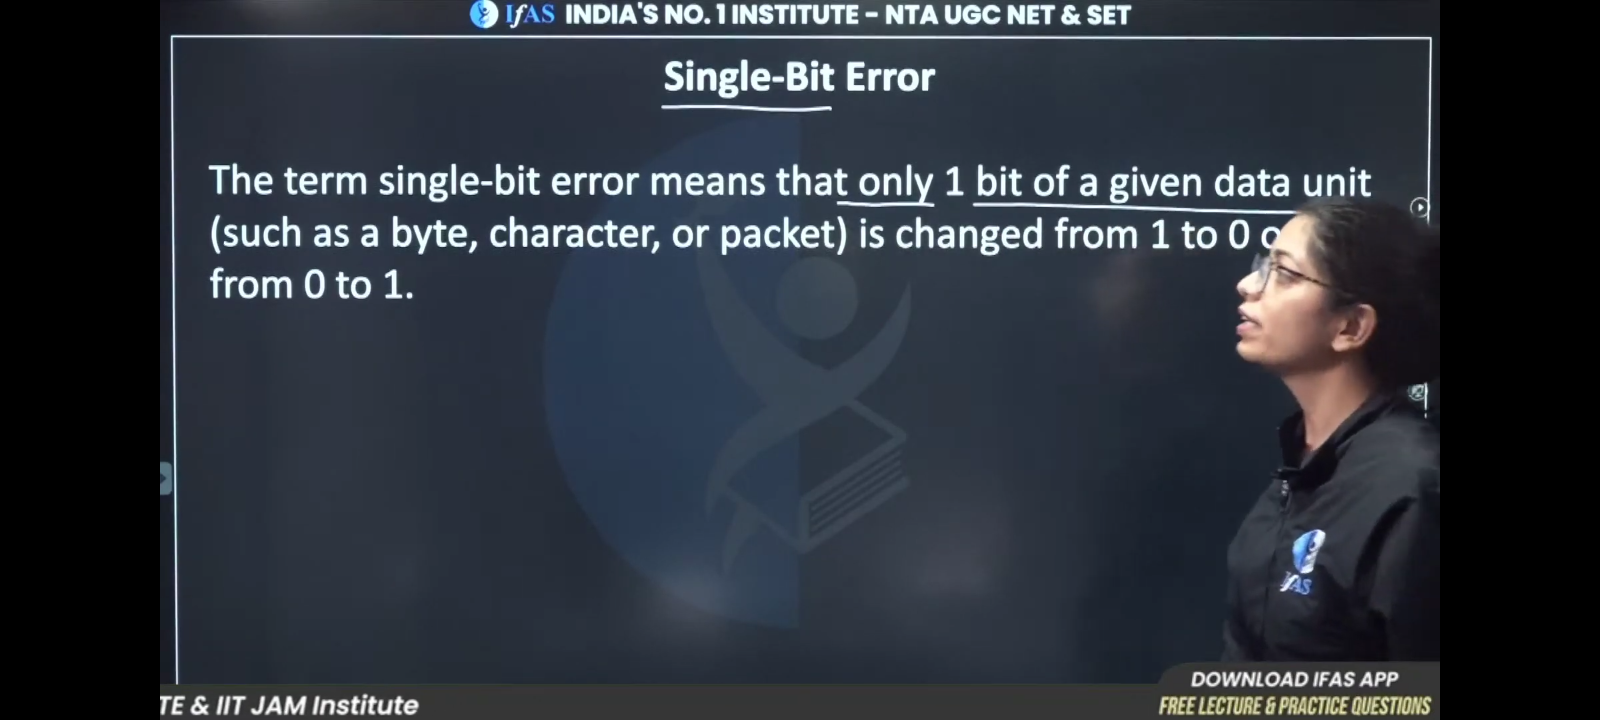 IfAS INDIA'S NO. 1 INSTITUTE – NTA UGC NET & SET
Single-Bit Error
The term single-bit error means that only 1 bit of a given data unit
(such as a byte, character, or packet) is changed from 1 to 0 o
from 0 to 1.
IfAS
DOWNLOAD IFAS APP
TE & IIT JAM Institute
FREE LECTURE & PRACTICE QUESTIONS